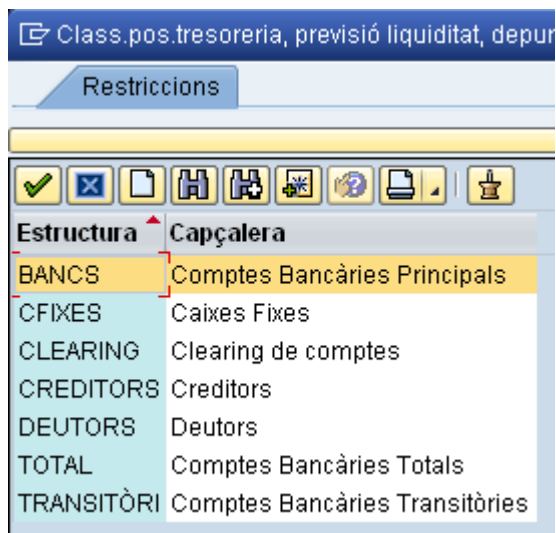 Class.pos.tresoreria, previsió liquiditat, depur
Restriccions
Estructura Capçalera
BANCS Comptes Bancàries Principals
CFIXES Caixes Fixes
CLEARING Clearing de comptes
CREDITORS Creditors
DEUTORS Deutors
TOTAL Comptes Bancàries Totals
TRANSITÒRI Comptes Bancàries Transitòries